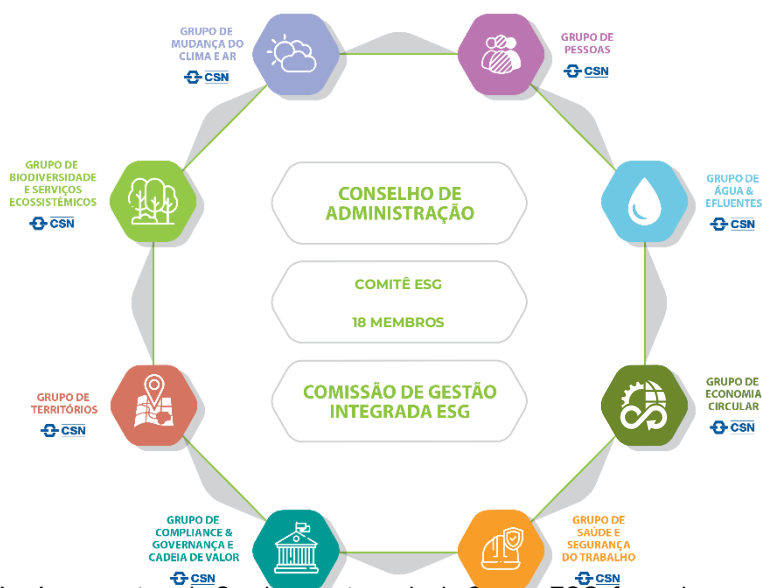 GRUPO DE
MUDANÇA DO
CLIMA E AR
CSN
GRUPO DE
PESSOAS
CSN
GRUPO DE
BIODIVERSIDADE
E SERVIÇOS
ECOSSISTÊMICOS
CSN
GRUPO DE
ÁGUA &
EFLUENTES
CSN
CONSELHO DE
ADMINISTRAÇÃO
COMITÊ ESG
18 MEMBROS
COMISSÃO DE GESTÃO
INTEGRADA ESG
GRUPO DE
TERRITÓRIOS
CSN
GRUPO DE
ECONOMIA
CIRCULAR
CSN
GRUPO DE
COMPLIANCE &
GOVERNANÇA E
CADEIA DE VALOR
CSN
GRUPO DE
SAÚDE E
SEGURANÇA
DO TRABALHO
CSN